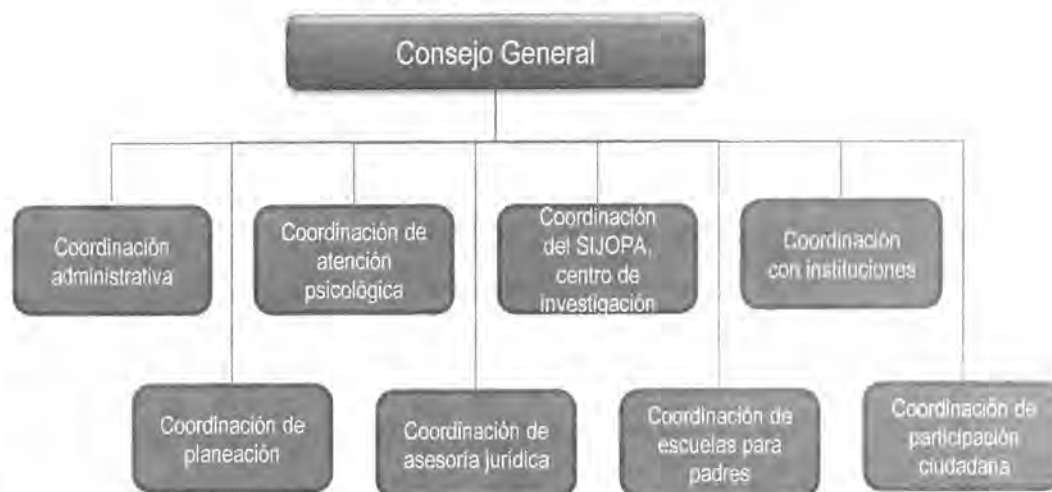 Consejo General
Coordinación
administrativa
Coordinación de
atención
psicológica
Coordinación
del SIJOPA,
centro de
investigación
Coordinación
con instituciones
Coordinación de
planeación
Coordinación de
asesoría jurídica
Coordinación de
escuelas para
padres
Coordinación de
participación
ciudadana